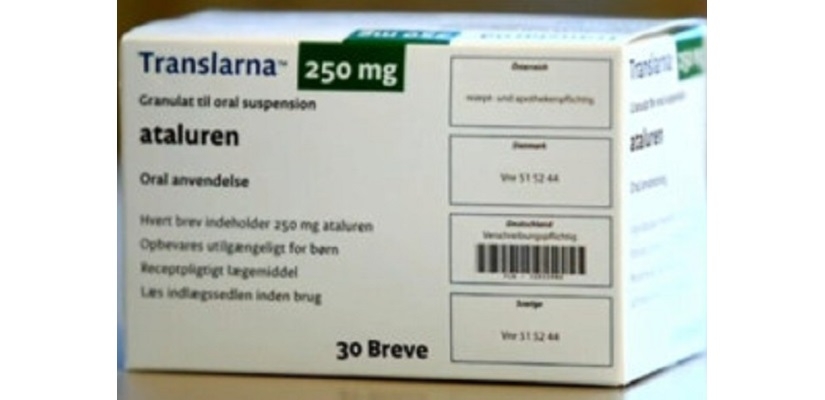 Translarna™ 250 mg
Granulat til oral suspension
ataluren
Oral anvendelse
Hvert brev indeholder 250 mg ataluren
Opbevares utilgængeligt for børn
Receptpligtigt lægemiddel
Læs indlægssedlen inden brug
30 Breve
Österreich
rezept- und apothekenpflichtig
Danmark
Vnr 51 52 44
Deutschland
Verschreibungspflichtig
Sverige
Vnr 51 52 44
Translarna
ataluren